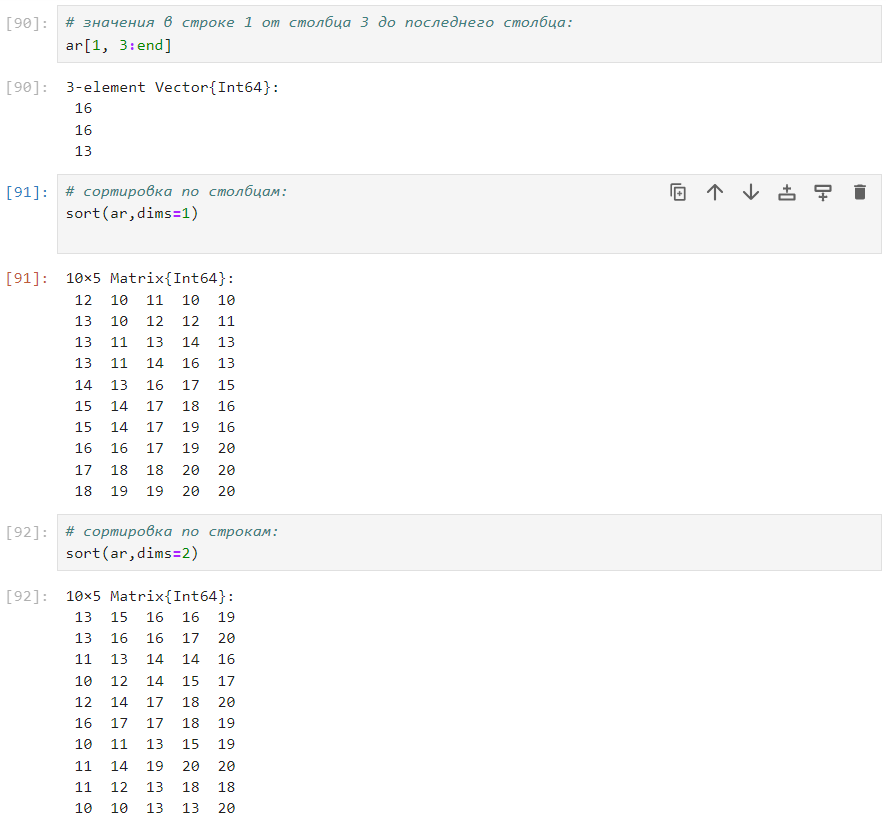 [90]: # значения в строке 1 от столбца 3 до последнего столбца:
ar[1, 3:end]
[90]: 3-element Vector{Int64}:
16
16
13
[91]: # сортировка по столбцам:
sort(ar,dims=1)
[91]: 10×5 Matrix{Int64}:
12 10 11 10 10
13 10 12 12 11
13 11 13 14 13
13 11 14 16 13
14 13 16 17 15
15 14 17 18 16
15 14 17 19 16
16 16 17 19 20
17 18 18 20 20
18 19 19 20 20
[92]: # сортировка по строкам:
sort(ar,dims=2)
[92]: 10×5 Matrix{Int64}:
13 15 16 16 19
13 16 16 17 20
11 13 14 14 16
10 12 14 15 17
12 14 17 18 20
16 17 17 18 19
10 11 13 15 19
11 14 19 20 20
11 12 13 18 18
10 10 13 13 20